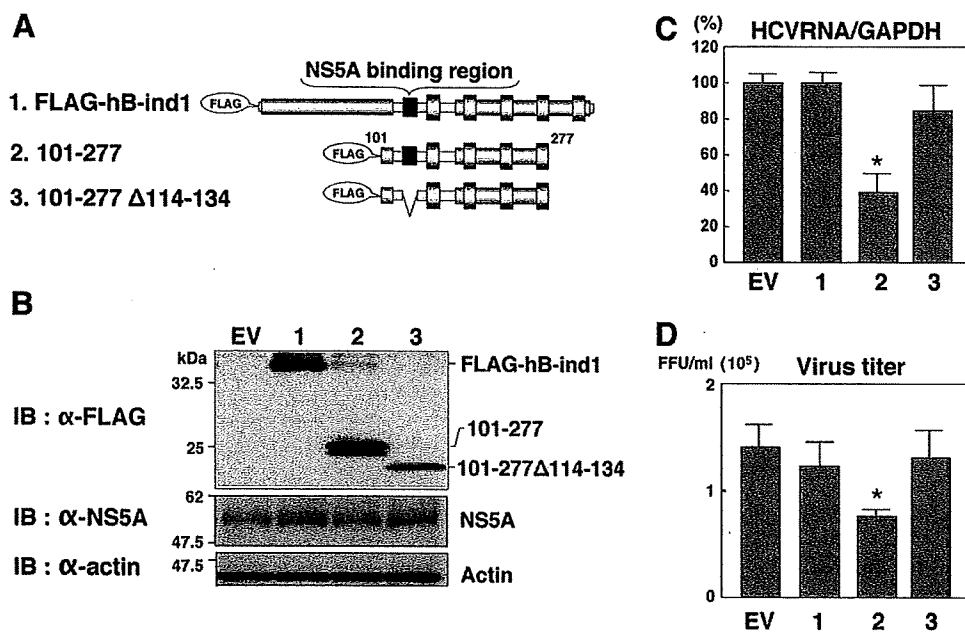 A
NS5A binding region
1. FLAG-hB-ind1
FLAG
101
277
2. 101-277
FLAG
3. 101-277 Δ114-134
FLAG
B
EV 1 2 3
kDa
32.5
25
IB : α-FLAG
FLAG-hB-ind1
101-277
101-277Δ114-134
62
47.5
IB : α-NS5A
NS5A
47.5
IB : α-actin
Actin
C
(%) HCVRNA/GAPDH
120
100
80
60
40
20
0
*
EV 1 2 3
D
FFU/ml (10⁵) Virus titer
2
1
0
*
EV 1 2 3